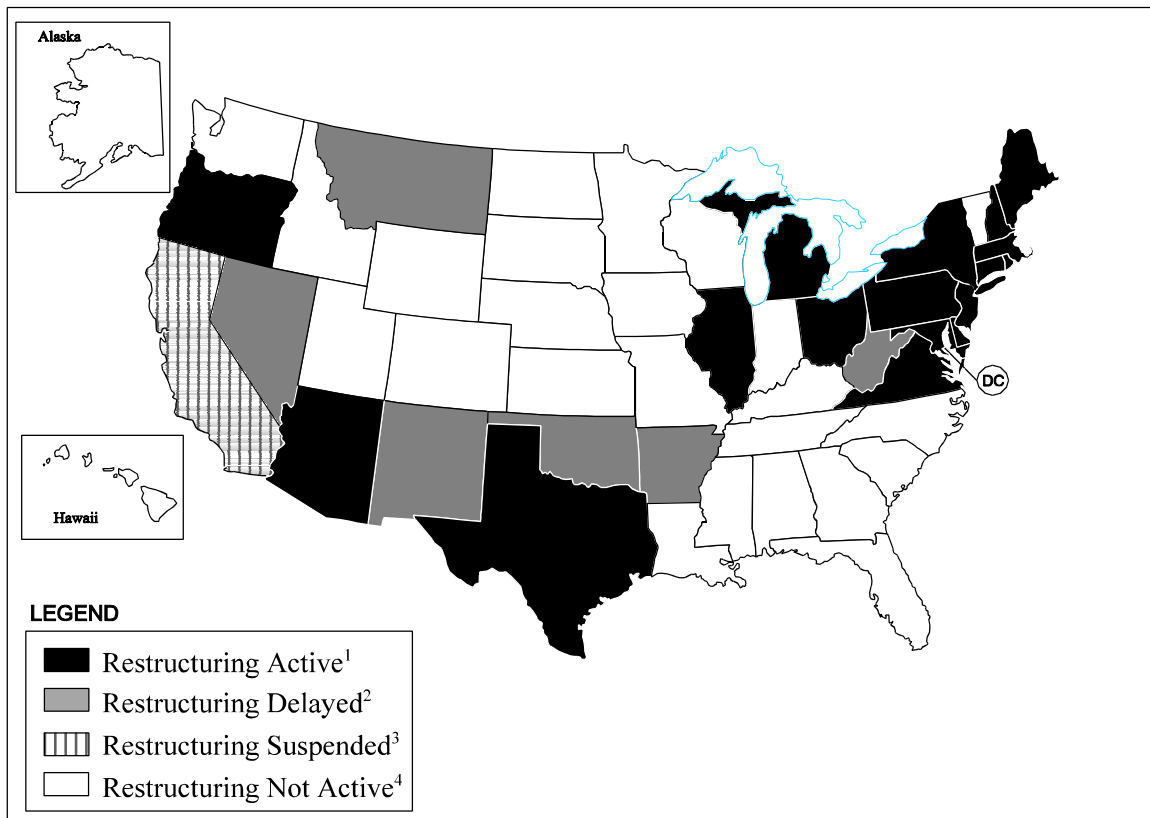 Alaska
DC
Hawaii
LEGEND
Restructuring Active¹
Restructuring Delayed²
Restructuring Suspended³
Restructuring Not Active⁴